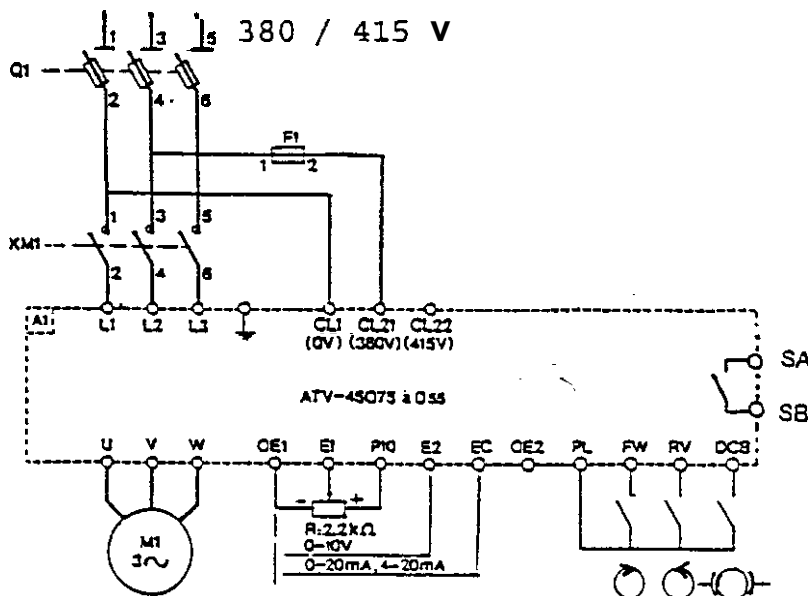 1 3 5 380 / 415 V
Q1
2 4 6
F1
1 2
1 3 5
KM1
2 4 6
A1
L1 L2 L3 CL1 CL21 CL22
(0V) (380V) (415V)
SA
ATV-45075 à D55
SB
U V W OE1 E1 P10 E2 EC OE2 PL FW RV DCB
- +
M1
3~
R:2.2kΩ
0-10V
0-20mA, 4-20mA